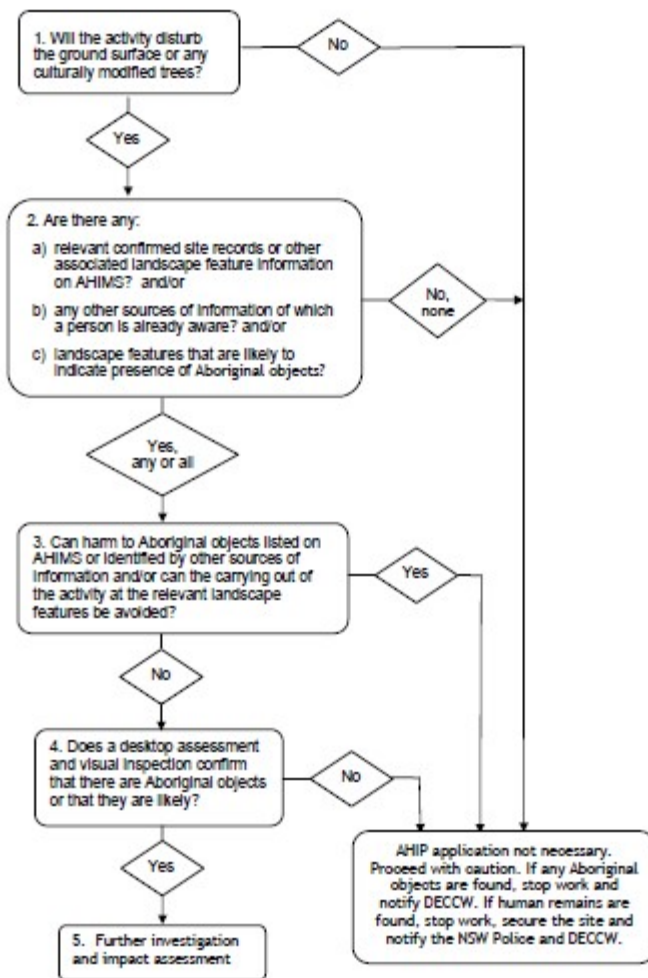 1. Will the activity disturb
the ground surface or any
culturally modified trees?
No
Yes
2. Are there any:
a) relevant confirmed site records or other
associated landscape feature information
on AHIMS? and/or
b) any other sources of information of which
a person is already aware? and/or
c) landscape features that are likely to
indicate presence of Aboriginal objects?
No,
none
Yes,
any or all
3. Can harm to Aboriginal objects listed on
AHIMS or identified by other sources of
information and/or can the carrying out of
the activity at the relevant landscape
features be avoided?
Yes
No
4. Does a desktop assessment
and visual inspection confirm
that there are Aboriginal objects
or that they are likely?
No
Yes
5. Further investigation
and impact assessment
AHIP application not necessary.
Proceed with caution. If any Aboriginal
objects are found, stop work and
notify DECCW. If human remains are
found, stop work, secure the site and
notify the NSW Police and DECCW.